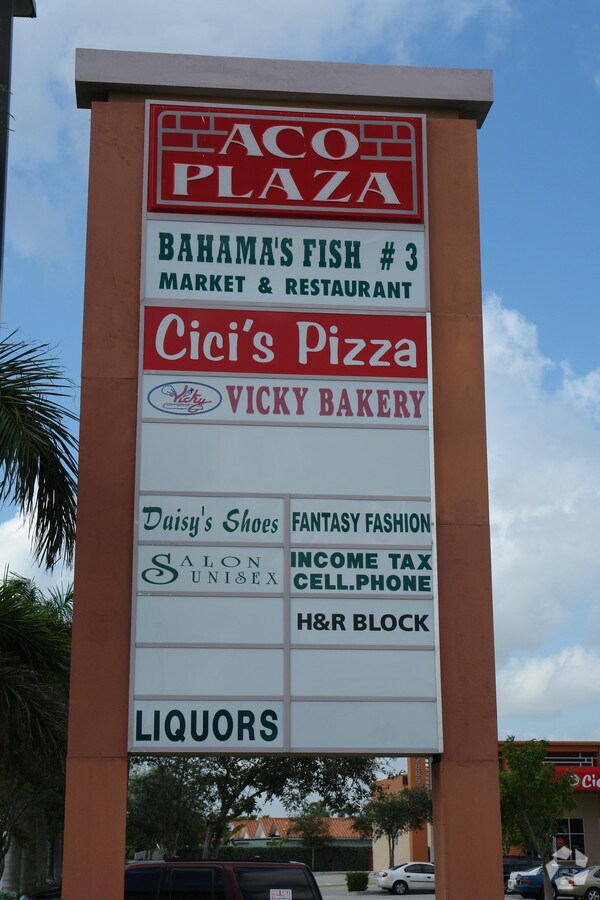 ACO
PLAZA
BAHAMA'S FISH # 3
MARKET & RESTAURANT
Cici's Pizza
Vicky VICKY BAKERY
Daisy's Shoes FANTASY FASHION
SALON
UNISEX
INCOME TAX
CELL.PHONE
H&R BLOCK
LIQUORS
Cic